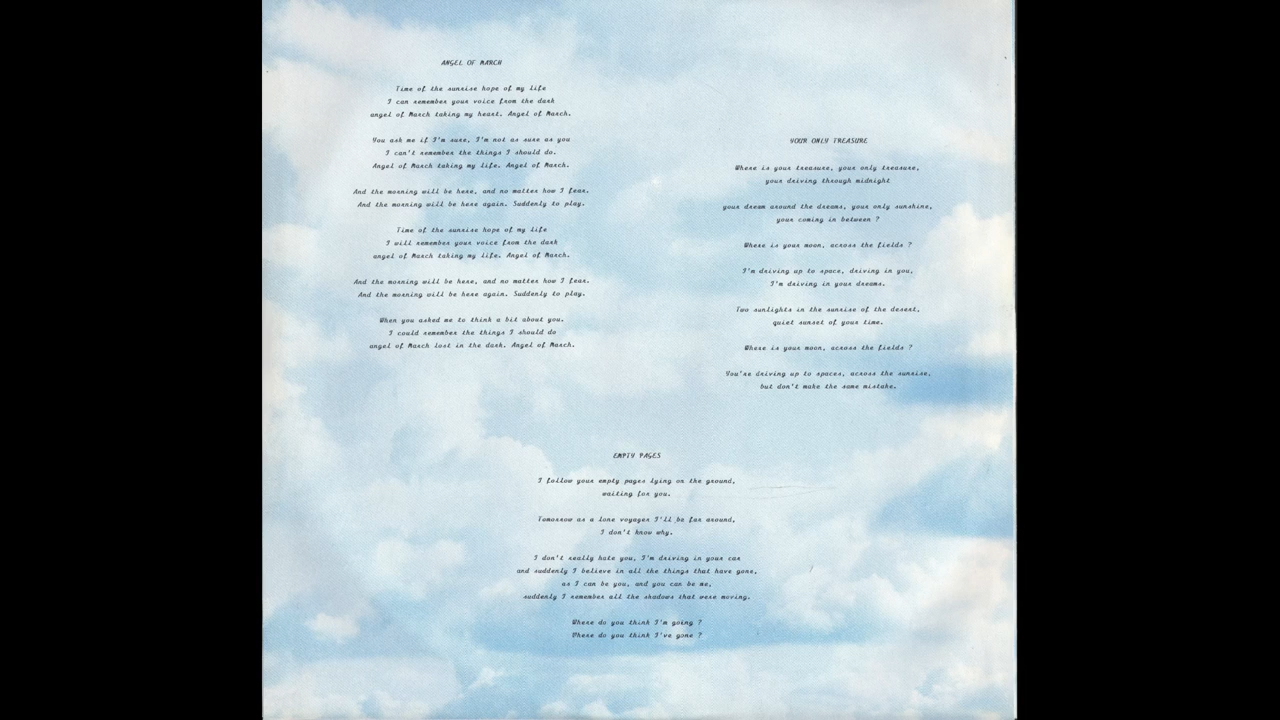 ANGEL OF MARCH
Time of the sunrise hope of my life
I can remember your voice from the dark
angel of March taking my heart. Angel of March.
You ask me if I'm sure, I'm not as sure as you
I can't remember the things I should do.
Angel of March taking my life. Angel of March.
And the morning will be here, and no matter how I fear.
And the morning will be here again. Suddenly to play.
Time of the sunrise hope of my life
I will remember your voice from the dark
angel of March taking my life. Angel of March.
And the morning will be here, and no matter how I fear.
And the morning will be here again. Suddenly to play.
When you asked me to think a bit about you.
I could remember the things I should do
angel of March lost in the dark. Angel of March.
YOUR ONLY TREASURE
Where is your treasure, your only treasure,
your driving through midnight
your dream around the dreams, your only sunshine,
your coming in between ?
Where is your moon, across the fields ?
I'm driving up to space, driving in you,
I'm driving in your dreams.
Two sunlights in the sunrise of the desert,
quiet sunset of your time.
Where is your moon, across the fields ?
You're driving up to spaces, across the sunrise,
but don't make the same mistake.
EMPTY PAGES
I follow your empty pages lying on the ground,
waiting for you.
Tomorrow as a lone voyager I'll be far around,
I don't know why.
I don't really hate you, I'm driving in your car
and suddenly I believe in all the things that have gone,
as I can be you, and you can be me,
suddenly I remember all the shadows that were moving.
Where do you think I'm going ?
Where do you think I've gone ?